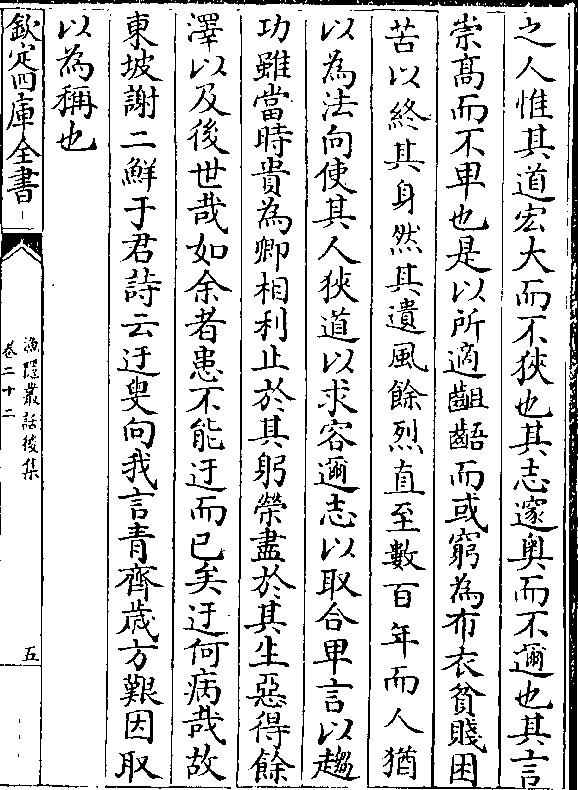 之人惟其道宏大而不狹也其志邃奥而不邇也其言
崇髙而不卑也是以所適齟齬而或窮為布衣貧賤困
苦以終其身然其遺風餘烈直至數百年而人猶
以為法向使其人狹道以求容邇志以取合卑言以趨
功雖當時貴為卿相利止於其躬榮盡於其生惡得餘
澤以及後世哉如余者患不能迂而已矣迂何病哉故
東坡謝二鮮于君詩云迂叟向我言青齊歳方艱因取
以為稱也
欽定四庫全書
漁隱叢話後集
卷二十二
五